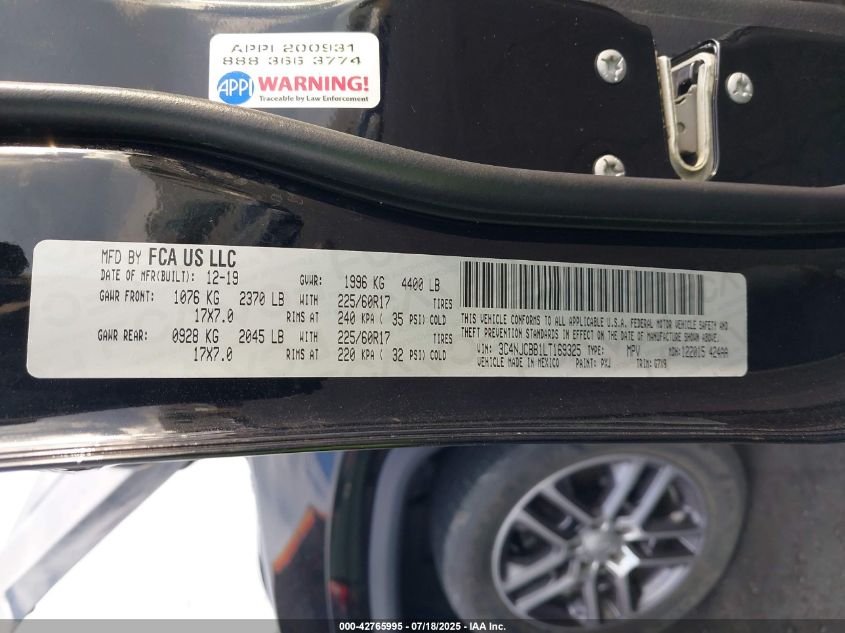 APPI 200931
888 366 3774
APPI WARNING!
Traceable by Law Enforcement
MFD BY FCA US LLC
DATE OF MFR(BUILT): 12-19 GVWR: 1996 KG 4400 LB
GAWR FRONT: 1076 KG 2370 LB WITH 225/60R17 TIRES
17X7.0 RIMS AT 240 KPA ( 35 PSI) COLD
GAWR REAR: 0928 KG 2045 LB WITH 225/60R17 TIRES
17X7.0 RIMS AT 220 KPA ( 32 PSI) COLD
THIS VEHICLE CONFORMS TO ALL APPLICABLE U.S.A. FEDERAL MOTOR VEHICLE SAFETY AND
THEFT PREVENTION STANDARDS IN EFFECT ON THE DATE OF MANUFACTURE SHOWN ABOVE.
VIN: 3C4NJCBB1LT169325 TYPE: MPV MDH: 122015 424AA
VEHICLE MADE IN MEXICO PAINT: PXJ TRIM: G7X9
000-42765995 - 07/18/2025 - IAA, Inc.